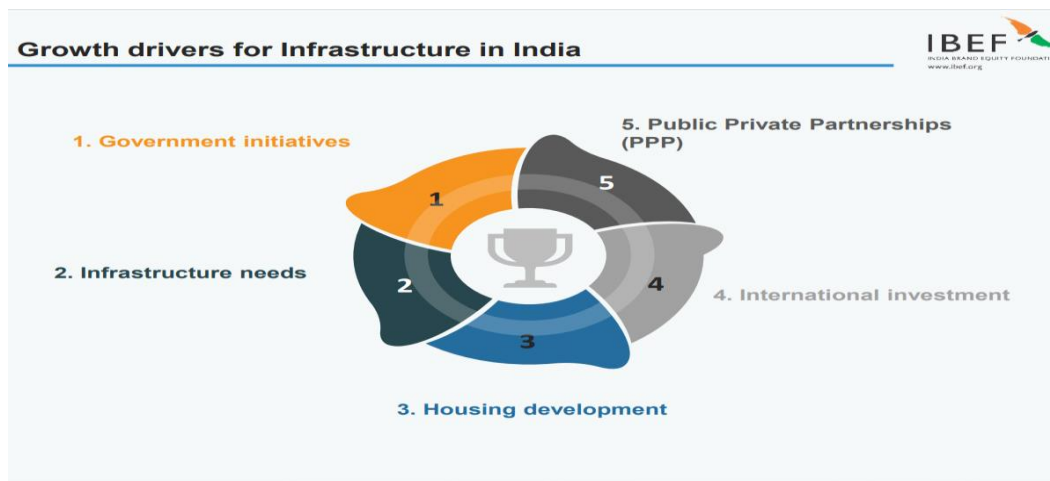 Growth drivers for Infrastructure in India
IBEF
INDIA BRAND EQUITY FOUNDATI
www.ibef.org
1. Government initiatives
5. Public Private Partnerships
(PPP)
1
5
2. Infrastructure needs
2
4
4. International investment
3
3. Housing development